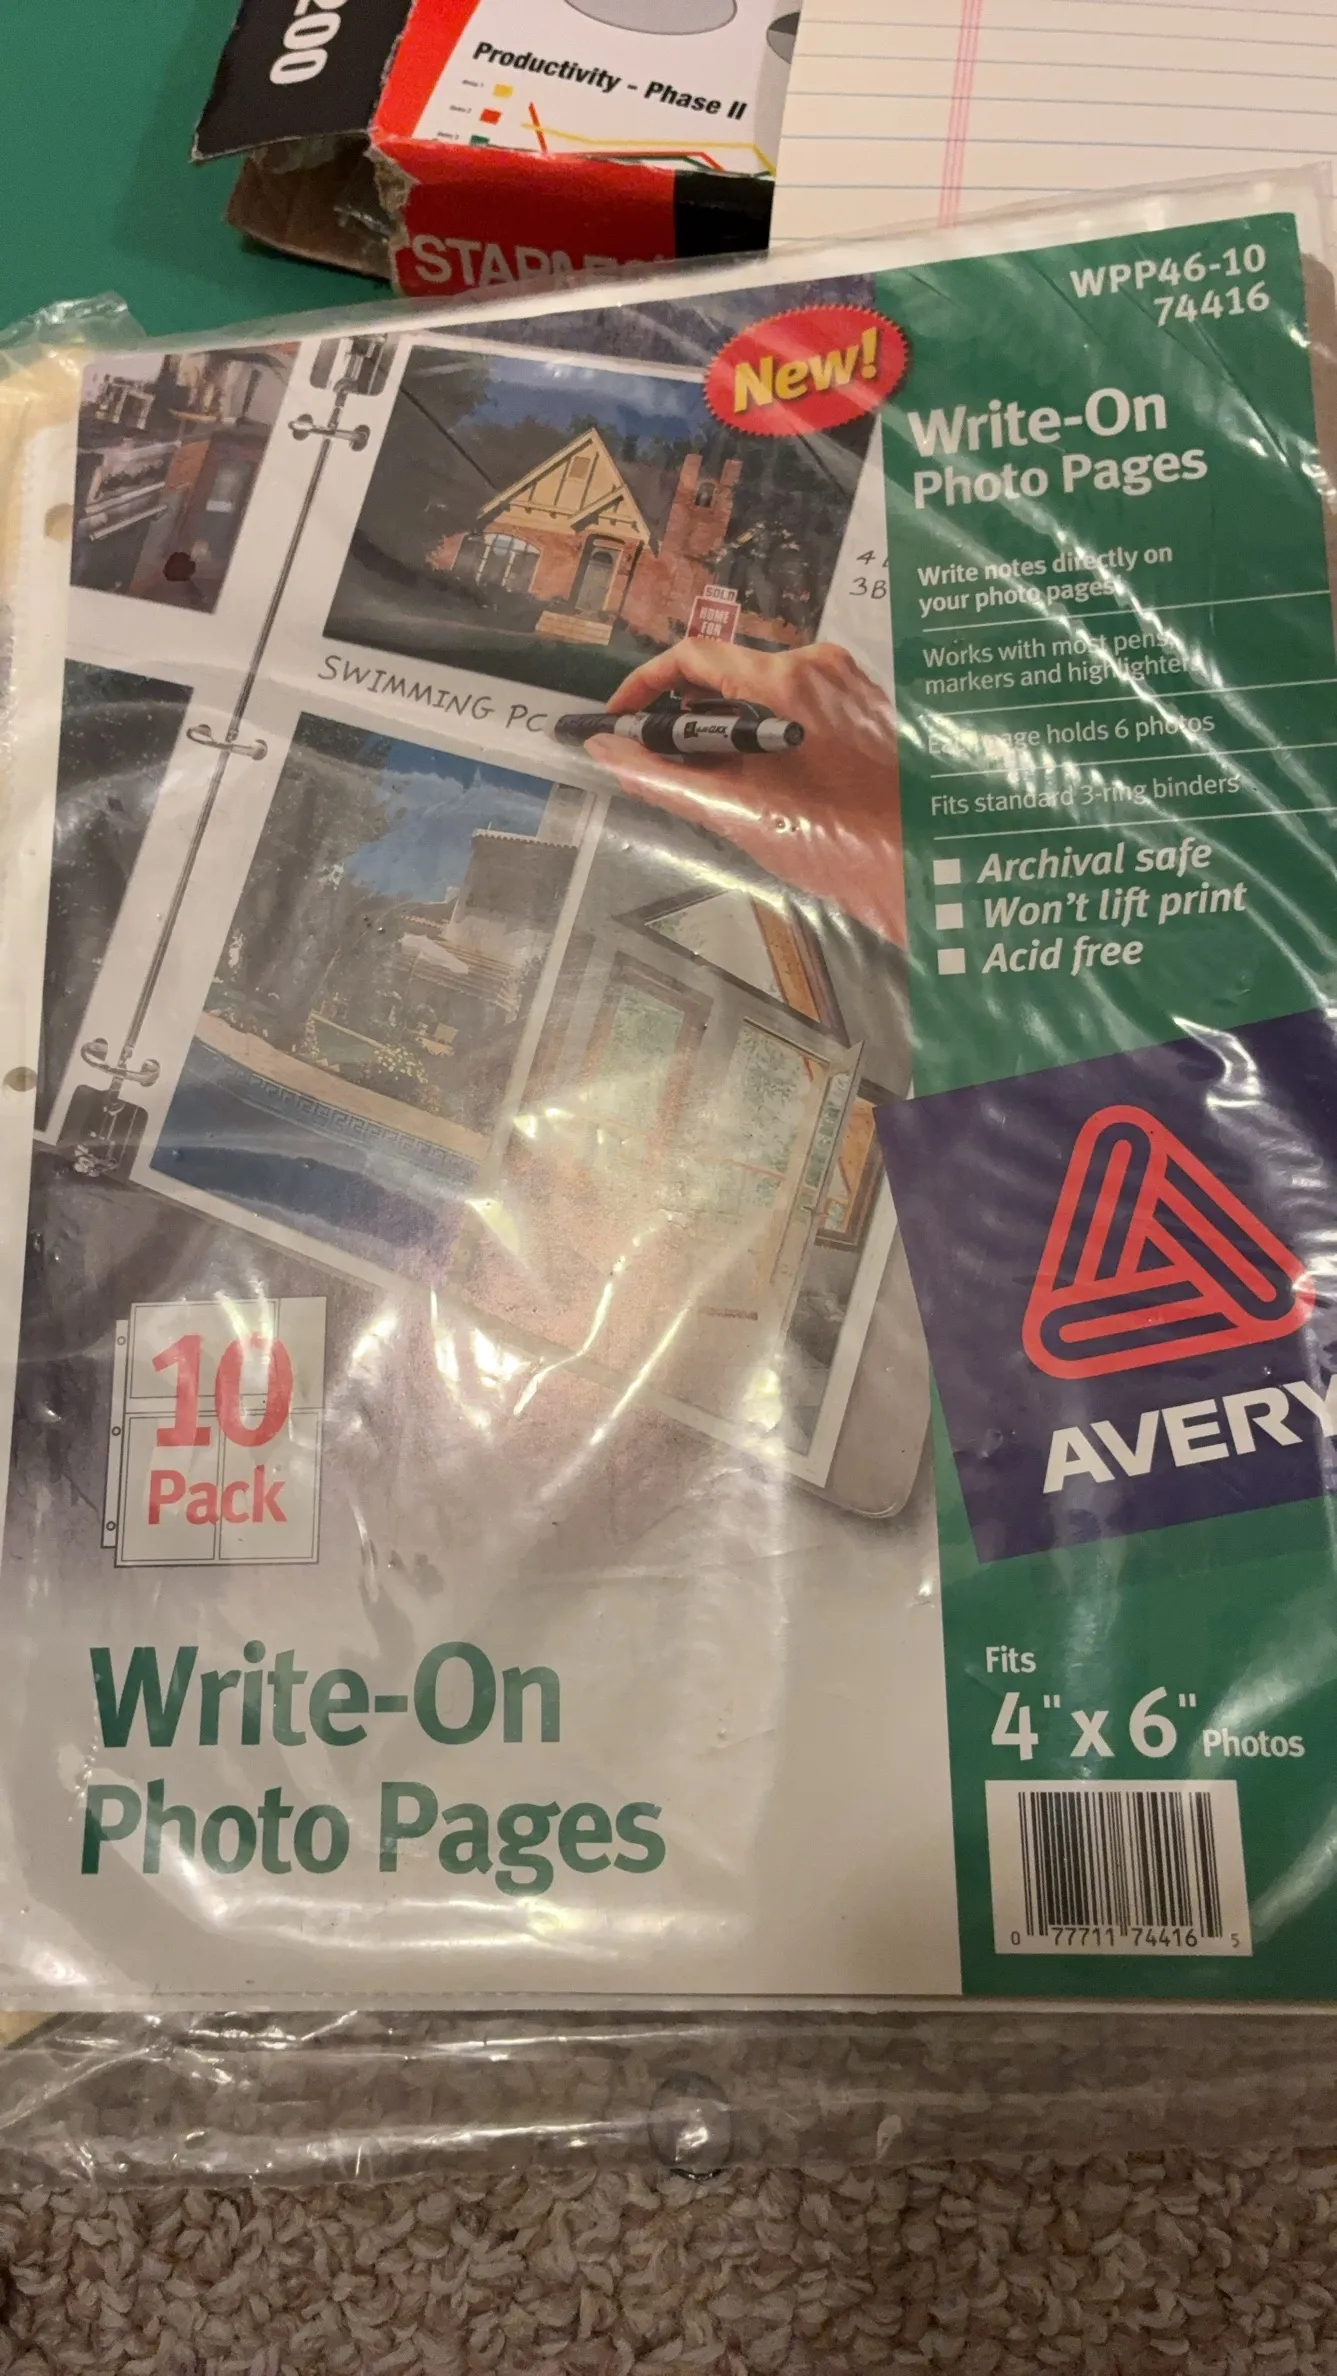 200
Productivity - Phase II
STAPLES
WPP46-10
74416
New!
Write-On
Photo Pages
Write notes directly on
your photo pages
Works with most pens,
markers and highlighters
Each page holds 6 photos
Fits standard 3-ring binders
Archival safe
Won't lift print
Acid free
4
3B
SOLD
HOME
FOR
SWIMMING PO
AVERY
10
Pack
Write-On
Photo Pages
Fits
4" x 6" Photos
0 77711 74416 5